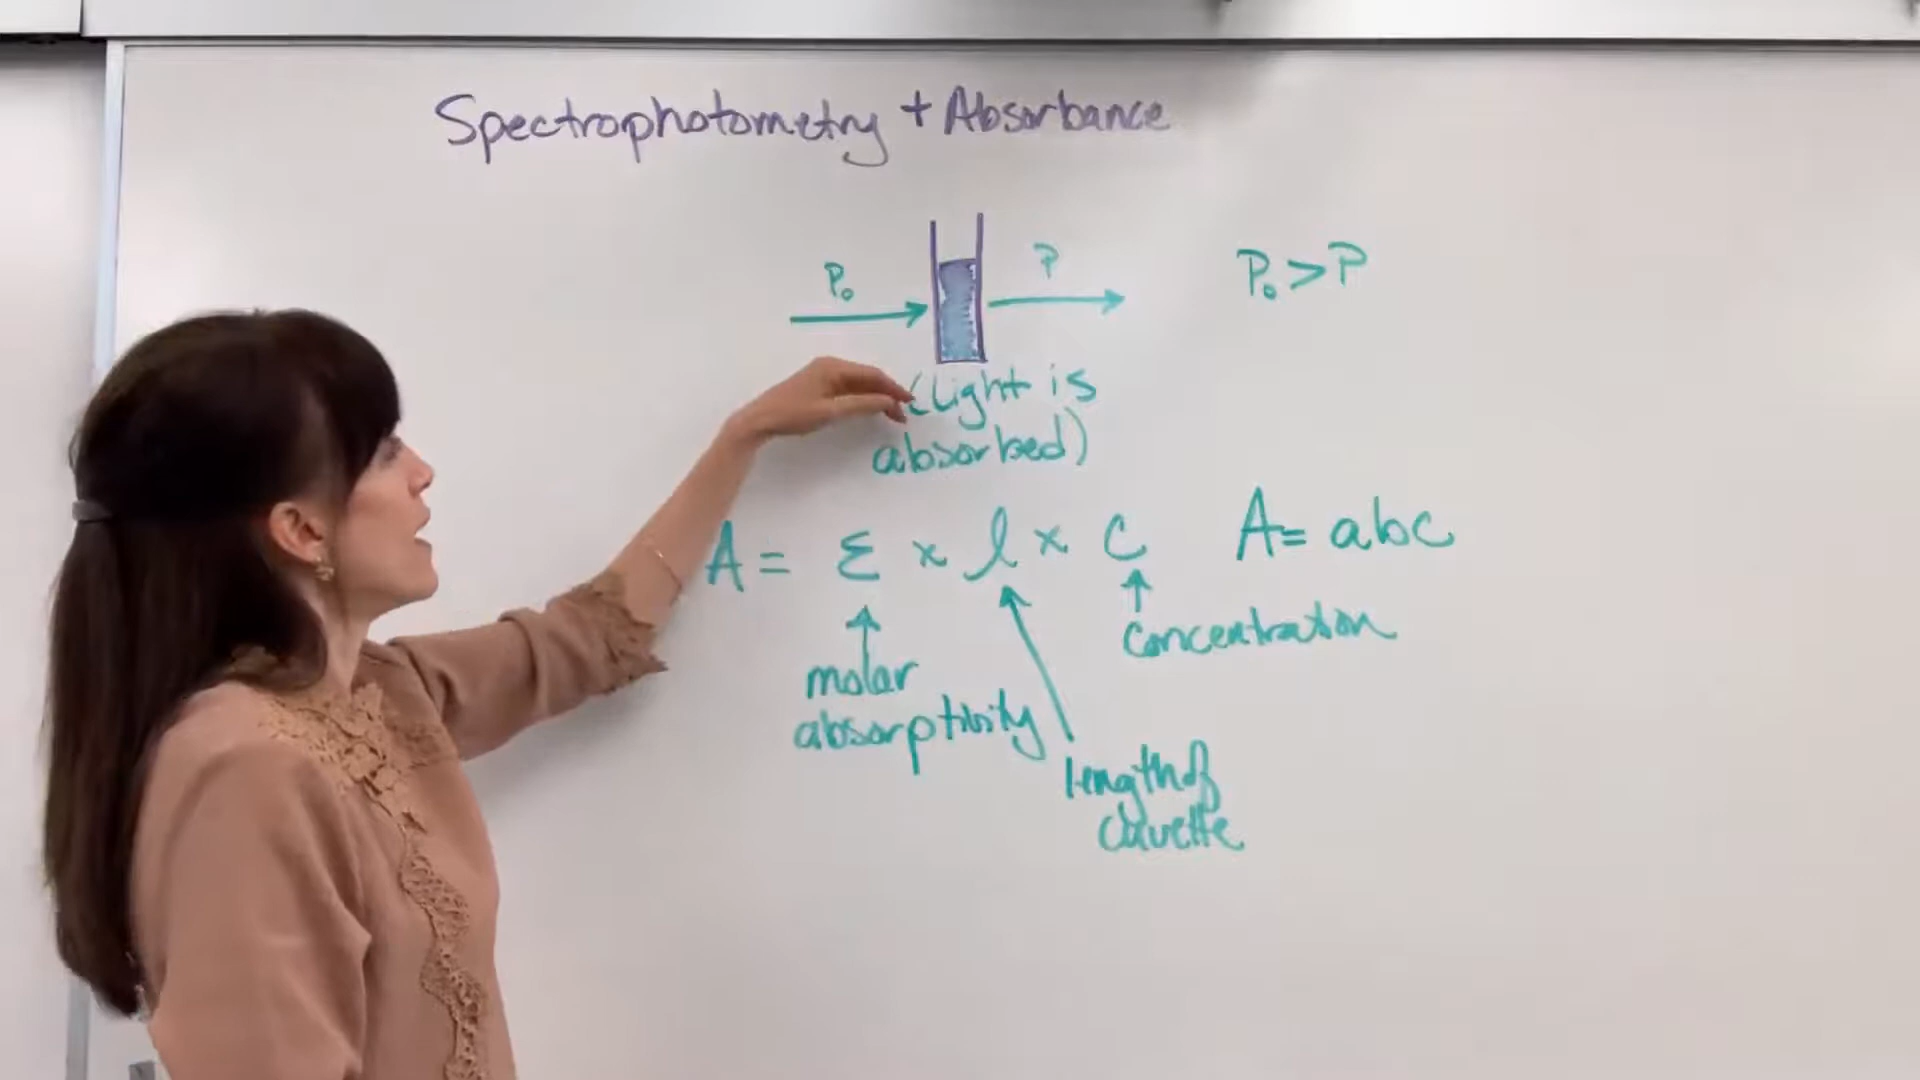 Spectrophotometry + Absorbance
P₀
P
P₀ > P
(Light is
absorbed)
A = ε x l x c
A = abc
concentration
molar
absorptivity
length of
cuvette